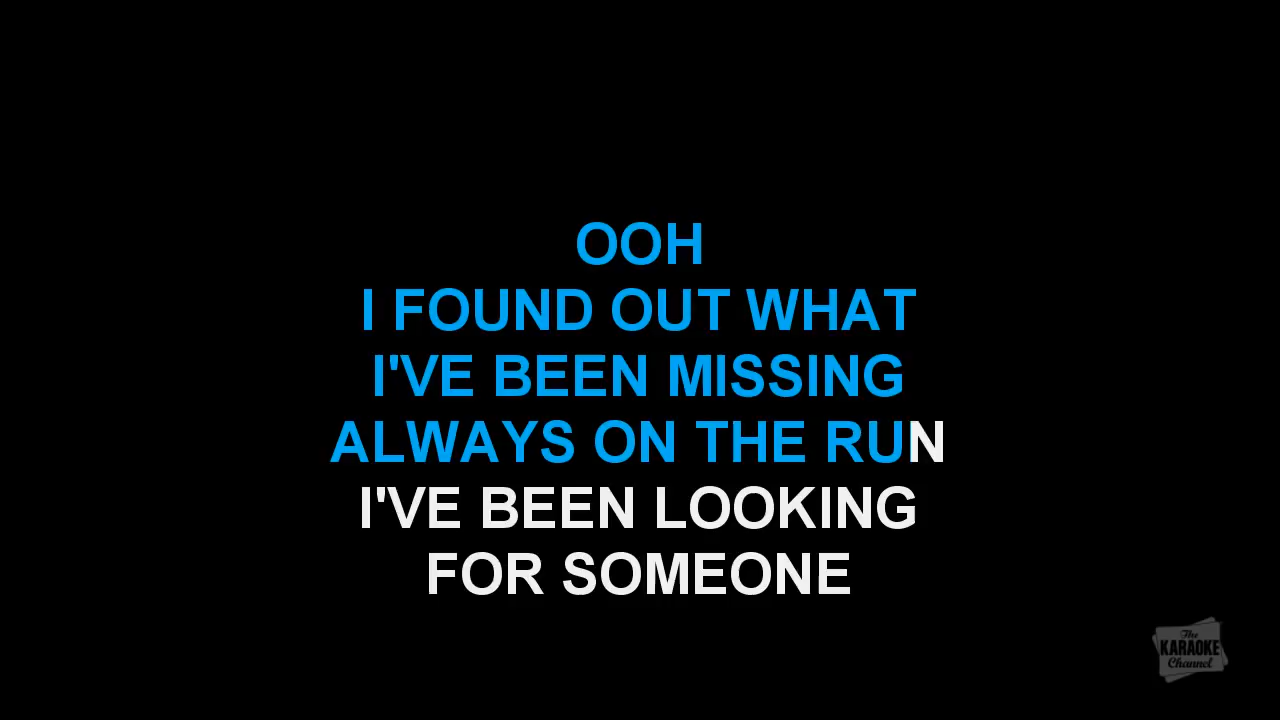 OOH
I FOUND OUT WHAT
I'VE BEEN MISSING
ALWAYS ON THE RUN
I'VE BEEN LOOKING
FOR SOMEONE
The
KARAOKE
Channel